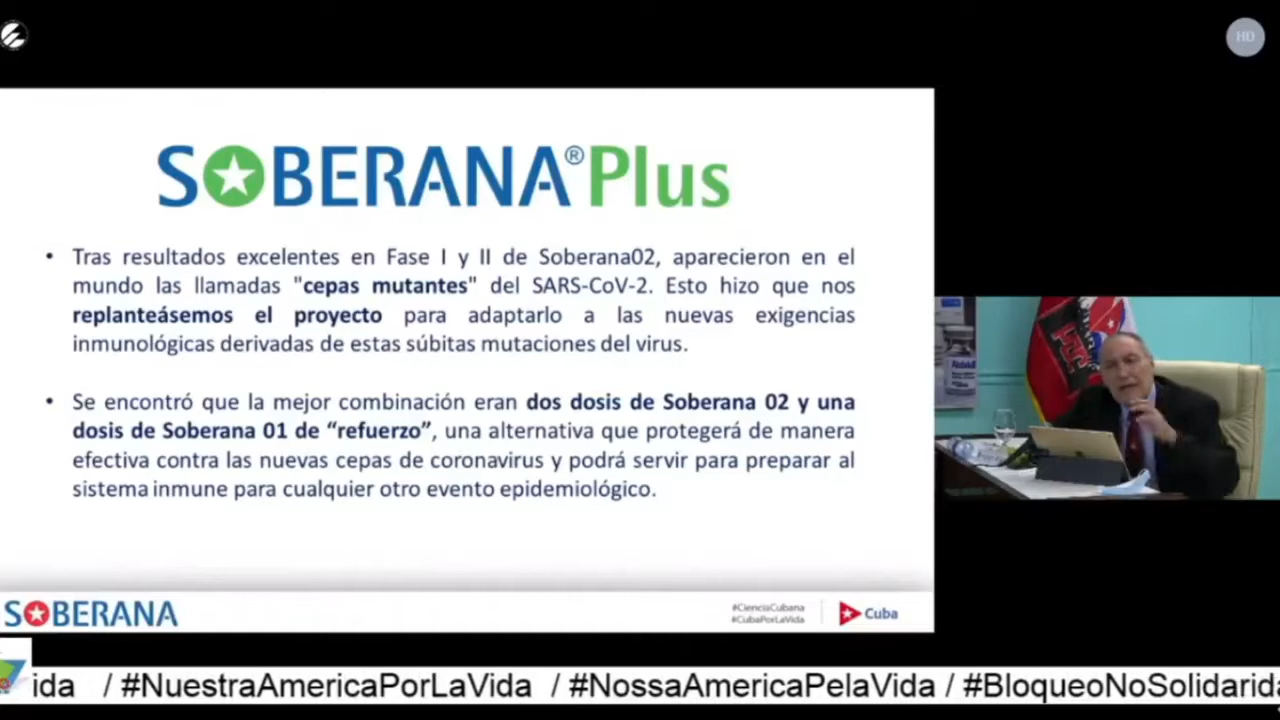 HD
SOBERANA®Plus
• Tras resultados excelentes en Fase I y II de Soberana02, aparecieron en el
mundo las llamadas "cepas mutantes" del SARS-CoV-2. Esto hizo que nos
replanteásemos el proyecto para adaptarlo a las nuevas exigencias
inmunológicas derivadas de estas súbitas mutaciones del virus.
• Se encontró que la mejor combinación eran dos dosis de Soberana 02 y una
dosis de Soberana 01 de “refuerzo”, una alternativa que protegerá de manera
efectiva contra las nuevas cepas de coronavirus y podrá servir para preparar al
sistema inmune para cualquier otro evento epidemiológico.
SOBERANA
#CienciaCubana
#CubaPorLaVida
Cuba
ida / #NuestraAmericaPorLaVida / #NossaAmericaPelaVida / #BloqueoNoSolidarida